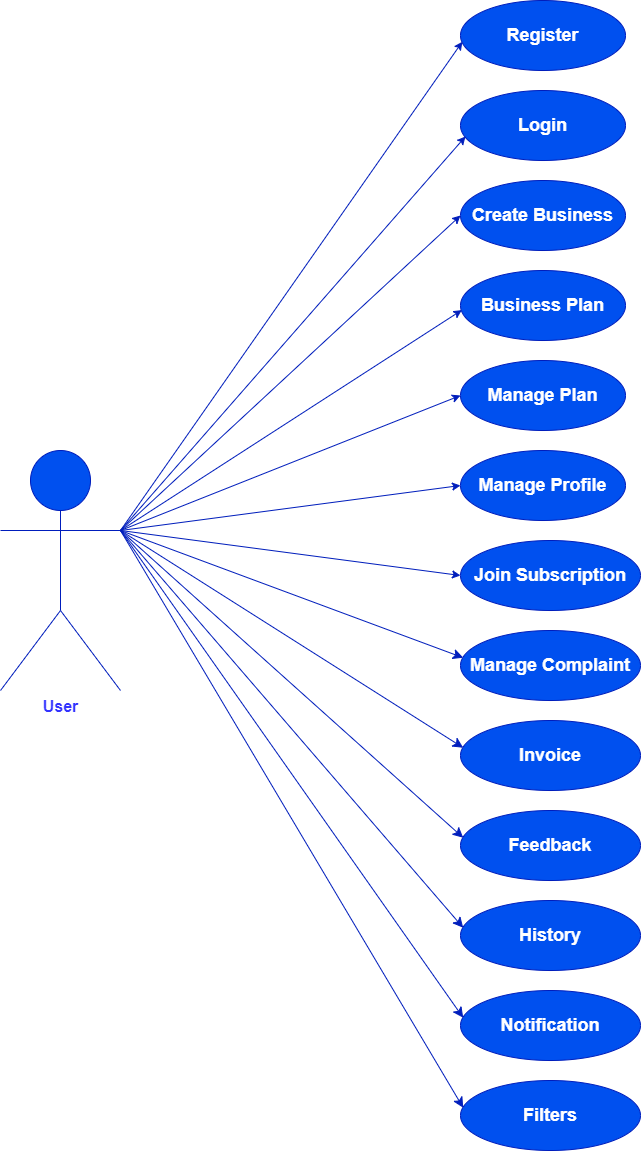 Register
Login
Create Business
Business Plan
Manage Plan
Manage Profile
Join Subscription
Manage Complaint
User
Invoice
Feedback
History
Notification
Filters